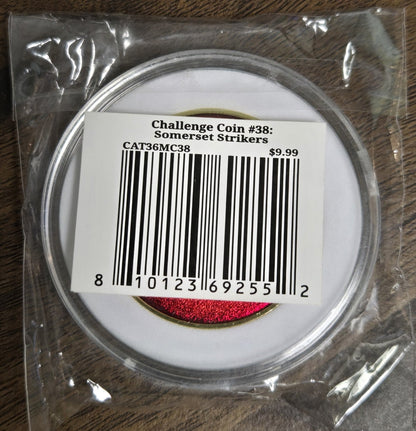 Challenge Coin #38:
Somerset Strikers
CAT36MC38 $9.99
8 10123 69255 2